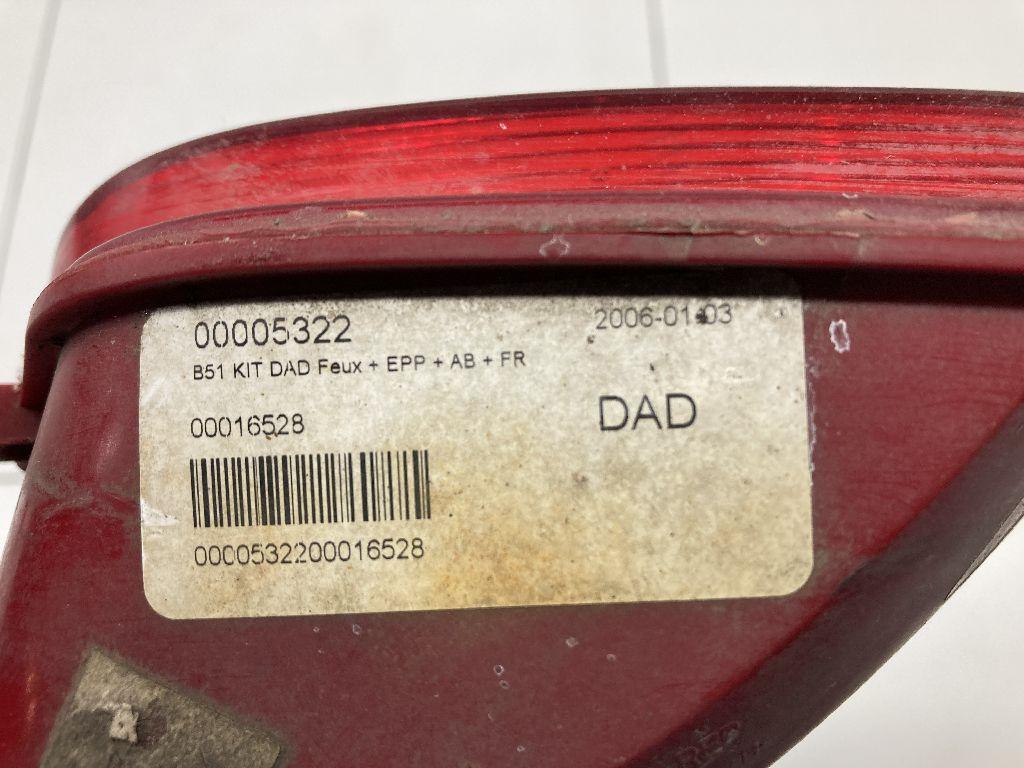 00005322
2006-01-03
B51 KIT DAD Feux + EPP + AB + FR
00016528
DAD
0000532200016528